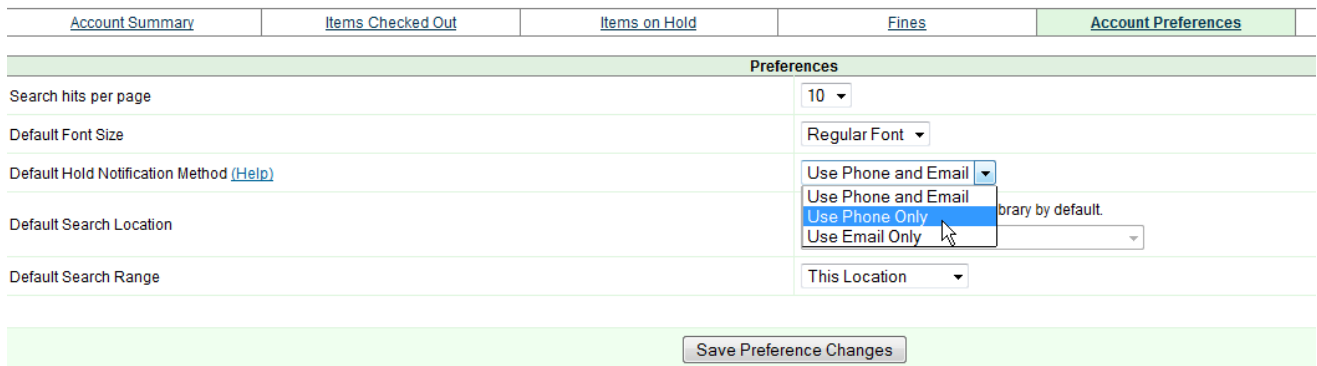 Account Summary Items Checked Out Items on Hold Fines Account Preferences
Preferences
Search hits per page 10
Default Font Size Regular Font
Default Hold Notification Method (Help) Use Phone and Email
Use Phone and Email
Use Phone Only brary by default.
Default Search Location
Use Email Only
Default Search Range This Location
Save Preference Changes